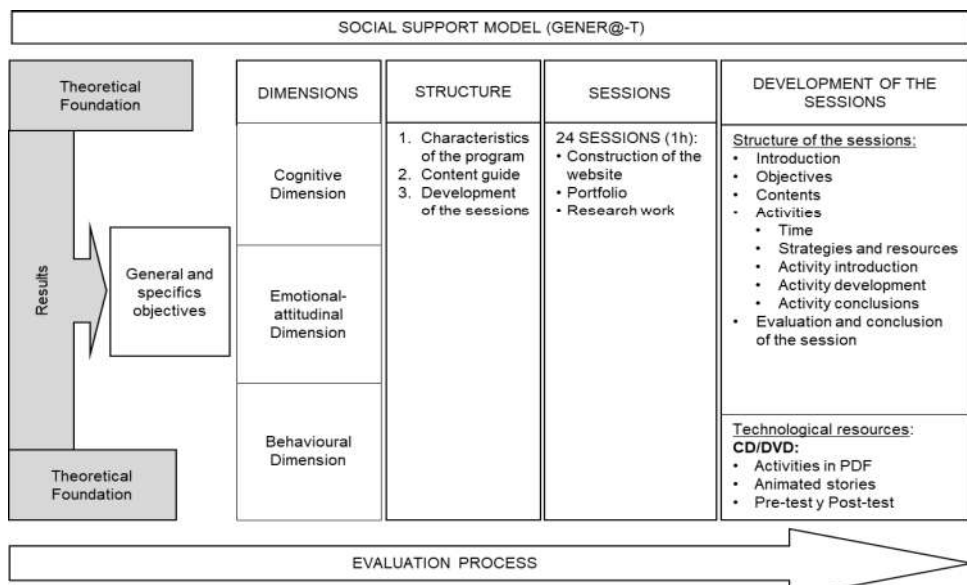 SOCIAL SUPPORT MODEL (GENER@-T)
Theoretical
Foundation
Results
Theoretical
Foundation
General and
specifics
objectives
DIMENSIONS
Cognitive
Dimension
Emotional-
attitudinal
Dimension
Behavioural
Dimension
STRUCTURE
1. Characteristics
of the program
2. Content guide
3. Development
of the sessions
SESSIONS
24 SESSIONS (1h):
• Construction of the
website
• Portfolio
• Research work
DEVELOPMENT OF THE
SESSIONS
Structure of the sessions:
• Introduction
• Objectives
• Contents
• Activities
• Time
• Strategies and resources
• Activity introduction
• Activity development
• Activity conclusions
• Evaluation and conclusion
of the session
Technological resources:
CD/DVD:
• Activities in PDF
• Animated stories
• Pre-test y Post-test
EVALUATION PROCESS